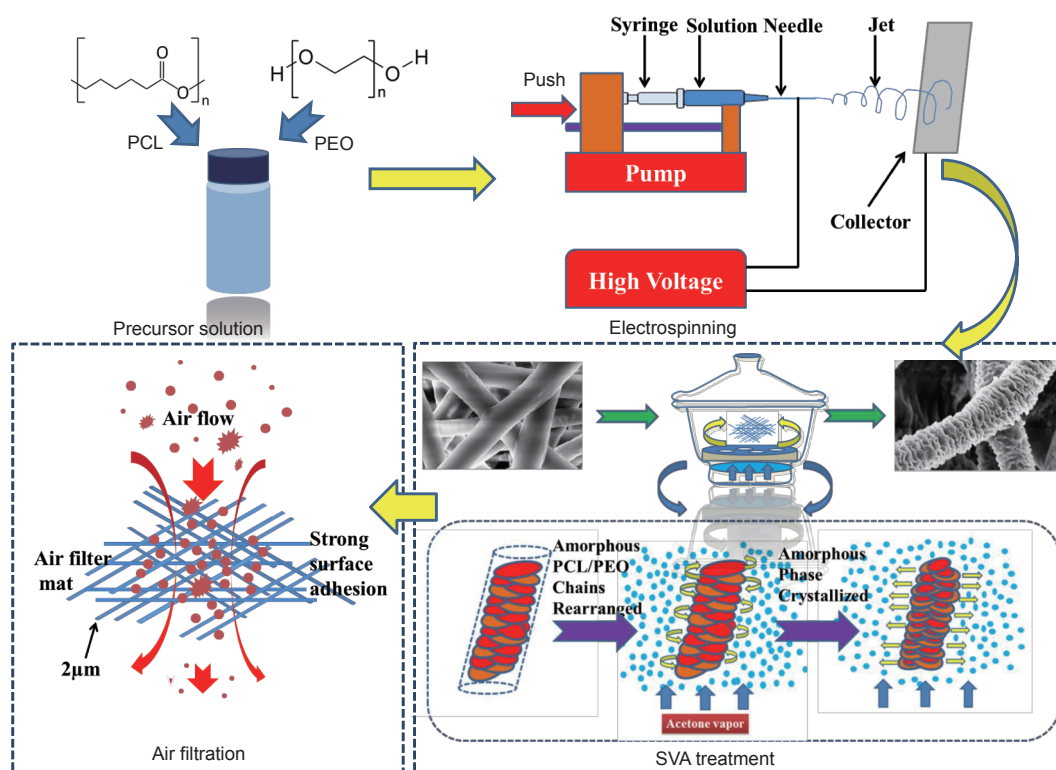 O
O
n
PCL
H
O
O
H
n
PEO
Precursor solution
Push
Syringe Solution Needle
Jet
Pump
Collector
High Voltage
Electrospinning
Air flow
Air filter
mat
Strong
surface
adhesion
2µm
Air filtration
Amorphous
PCL/PEO
Chains
Rearranged
Amorphous
Phase
Crystallized
Acetone vapor
SVA treatment